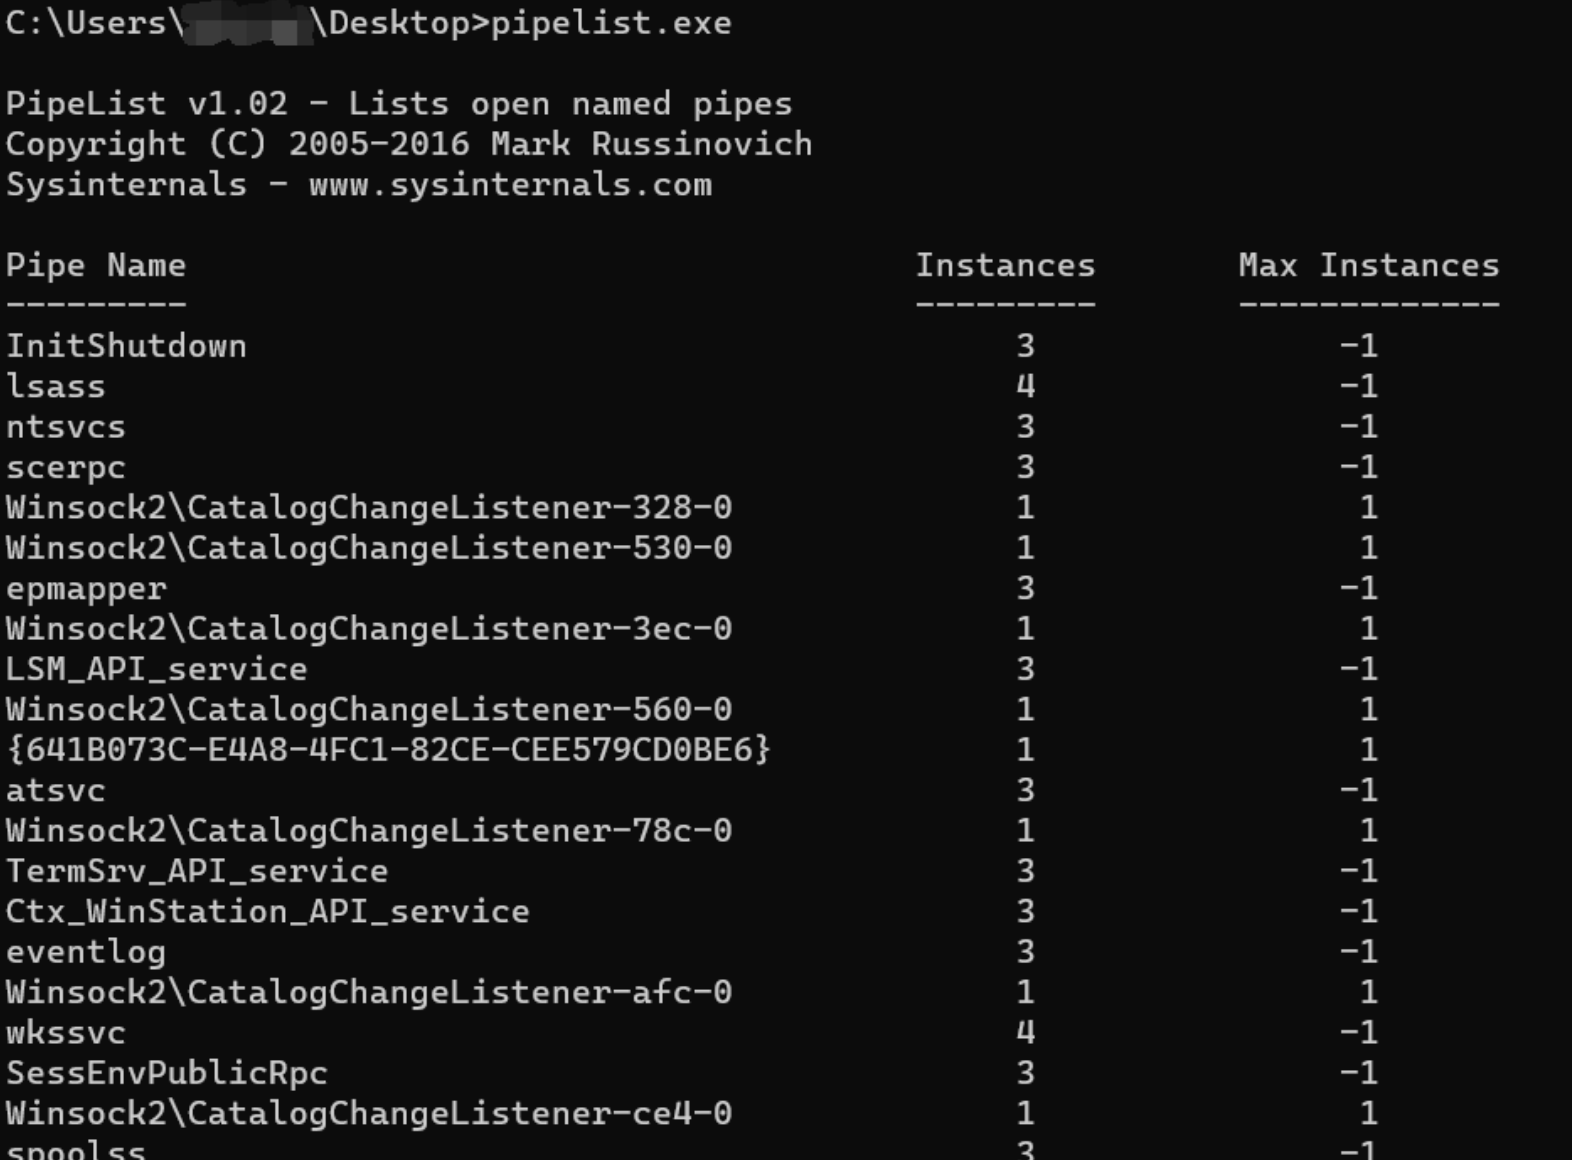 C:\Users\ \Desktop>pipelist.exe
PipeList v1.02 - Lists open named pipes
Copyright (C) 2005-2016 Mark Russinovich
Sysinternals - www.sysinternals.com
Pipe Name Instances Max Instances
--------- --------- -------------
InitShutdown 3 -1
lsass 4 -1
ntsvcs 3 -1
scerpc 3 -1
Winsock2\CatalogChangeListener-328-0 1 1
Winsock2\CatalogChangeListener-530-0 1 1
epmapper 3 -1
Winsock2\CatalogChangeListener-3ec-0 1 1
LSM_API_service 3 -1
Winsock2\CatalogChangeListener-560-0 1 1
{641B073C-E4A8-4FC1-82CE-CEE579CD0BE6} 1 1
atsvc 3 -1
Winsock2\CatalogChangeListener-78c-0 1 1
TermSrv_API_service 3 -1
Ctx_WinStation_API_service 3 -1
eventlog 3 -1
Winsock2\CatalogChangeListener-afc-0 1 1
wkssvc 4 -1
SessEnvPublicRpc 3 -1
Winsock2\CatalogChangeListener-ce4-0 1 1
spoolss 3 -1